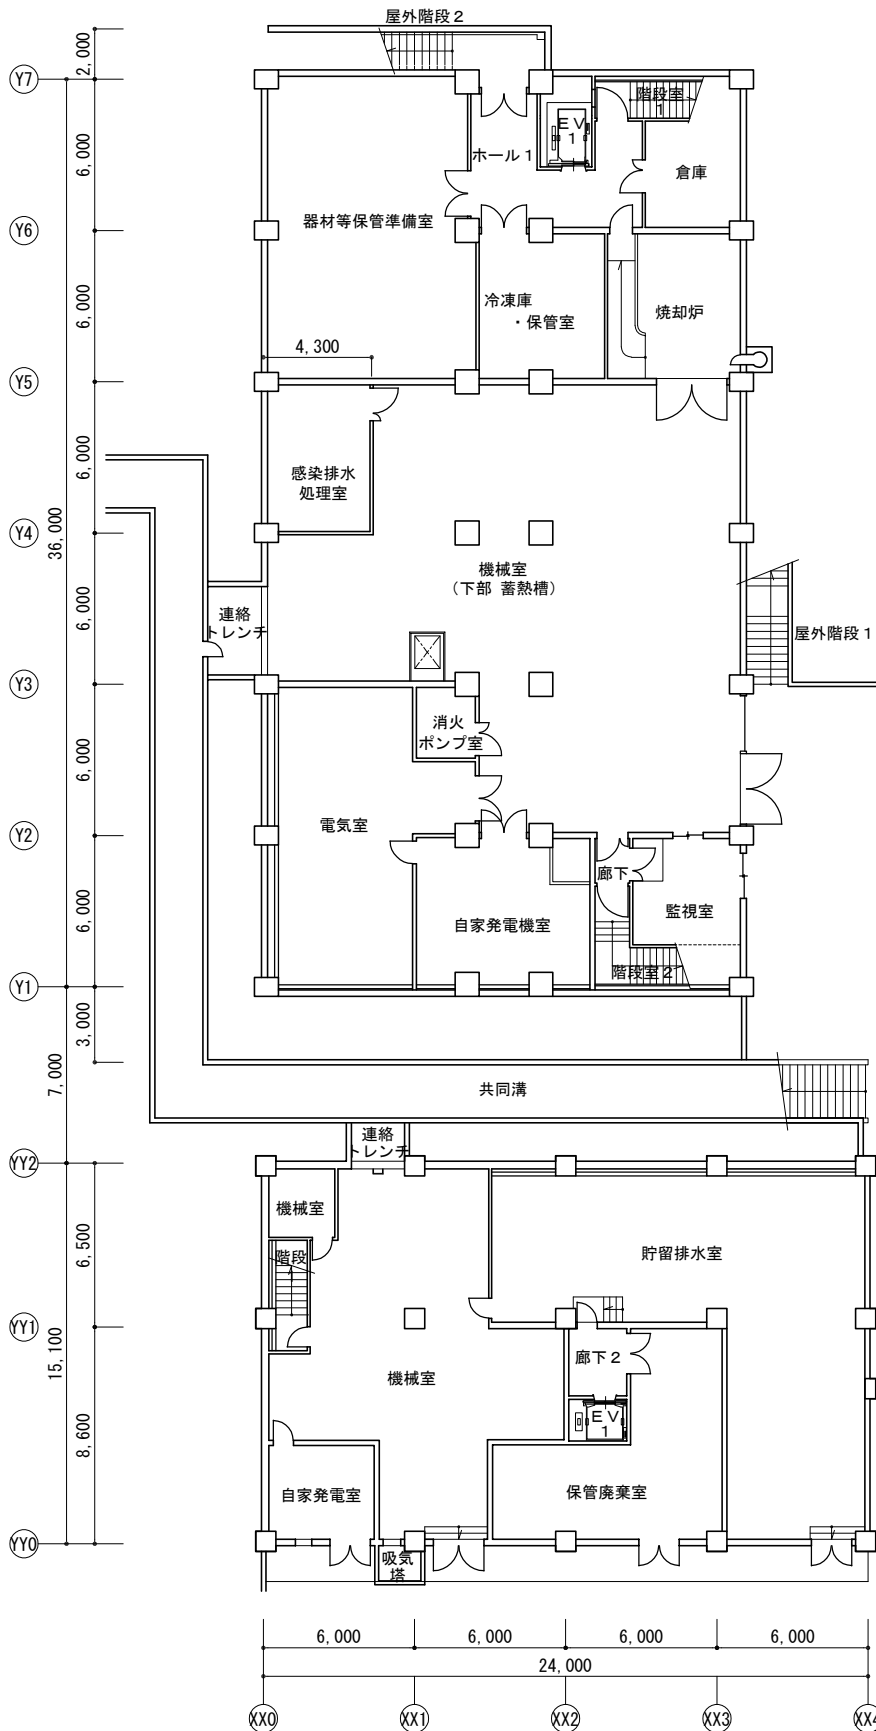 屋外階段2
2,000
Y7
階段室
1
EV
1
ホール1
倉庫
6,000
器材等保管準備室
Y6
冷凍庫
・保管室
焼却炉
6,000
4,300
Y5
感染排水
処理室
6,000
Y4
36,000
機械室
（下部 蓄熱槽）
連絡
トレンチ
屋外階段1
6,000
Y3
消火
ポンプ室
6,000
電気室
Y2
廊下
監視室
自家発電機室
6,000
階段室2
Y1
3,000
7,000
共同溝
連絡
トレンチ
YY2
機械室
階段
貯留排水室
6,500
YY1
廊下2
15,100
機械室
EV
1
8,600
自家発電室
保管廃棄室
YY0
吸気
塔
6,000 6,000 6,000 6,000
24,000
XX0 XX1 XX2 XX3 XX4